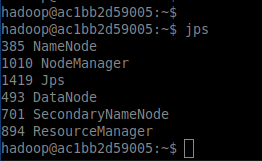 hadoop@ac1bb2d59005:~$
hadoop@ac1bb2d59005:~$ jps
385 NameNode
1010 NodeManager
1419 Jps
493 DataNode
701 SecondaryNameNode
894 ResourceManager
hadoop@ac1bb2d59005:~$